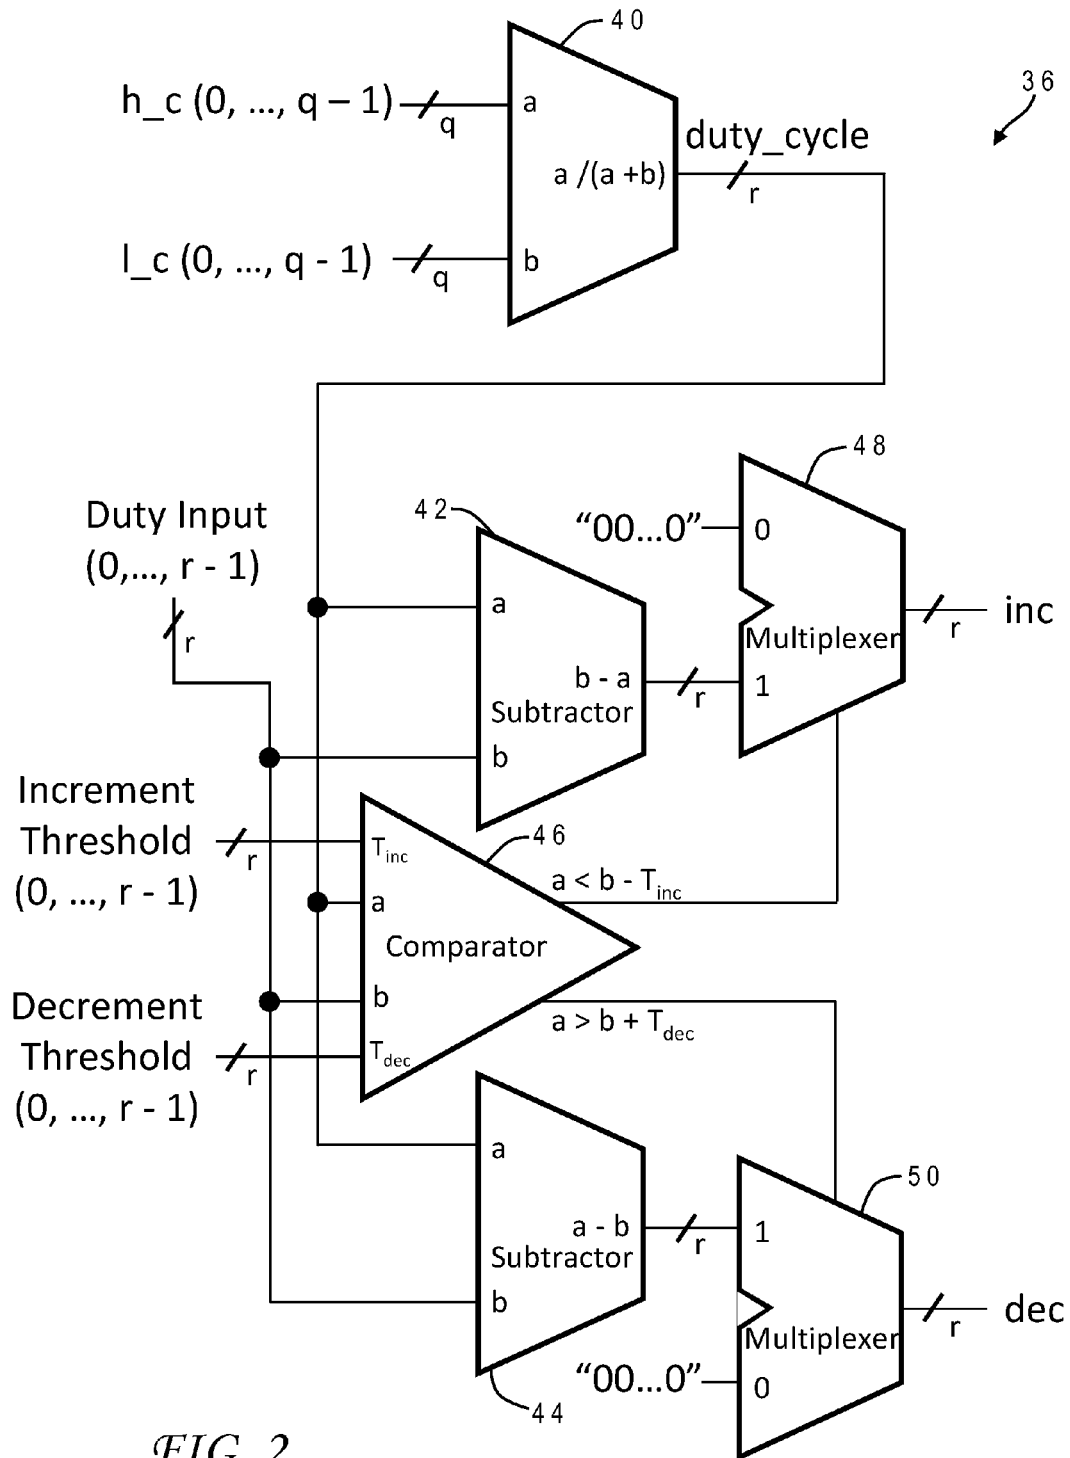 40
36
h_c (0, ..., q – 1)
q
a
duty_cycle
a /(a +b)
r
l_c (0, ..., q - 1)
q
b
48
42
Duty Input
(0,..., r - 1)
r
“00...0”
0
a
inc
r
Multiplexer
b - a
r
1
Subtractor
b
Increment
Threshold
(0, ..., r - 1)
r
46
T_inc
a < b - T_inc
a
Comparator
b
Decrement
Threshold
(0, ..., r - 1)
r
a > b + T_dec
T_dec
50
a
a - b
r
1
Subtractor
b
dec
r
Multiplexer
“00...0”
0
44
FIG. 2